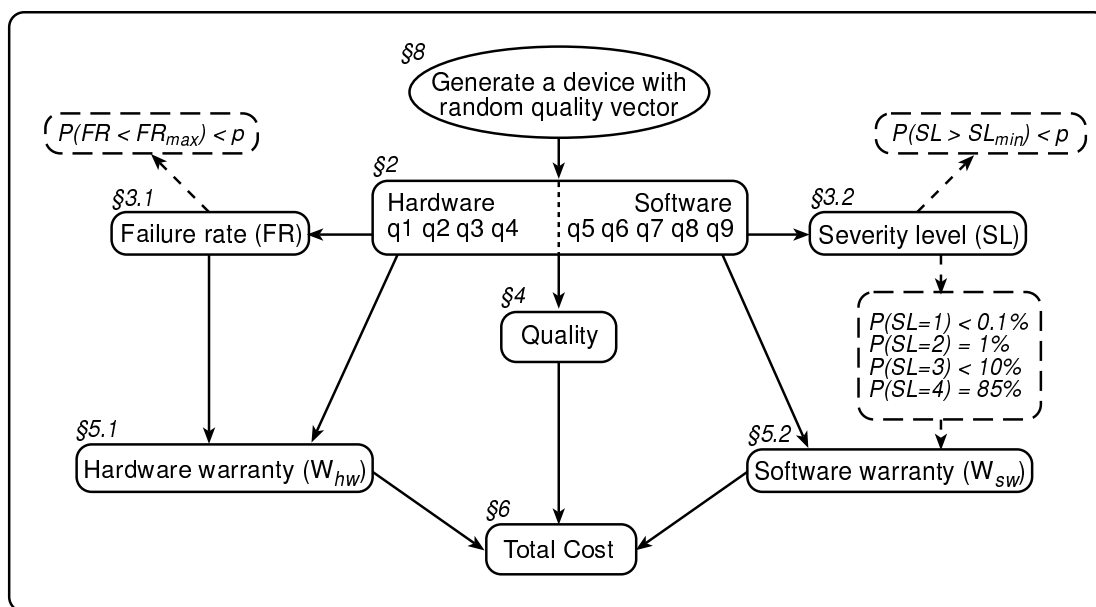 §8
Generate a device with
random quality vector
P(FR < FRmax) < p
P(SL > SLmin) < p
§2
§3.1
Hardware
Software
§3.2
Failure rate (FR)
q1 q2 q3 q4
q5 q6 q7 q8 q9
Severity level (SL)
§4
Quality
P(SL=1) < 0.1%
P(SL=2) = 1%
P(SL=3) < 10%
P(SL=4) = 85%
§5.1
§5.2
Hardware warranty (Whw)
Software warranty (Wsw)
§6
Total Cost